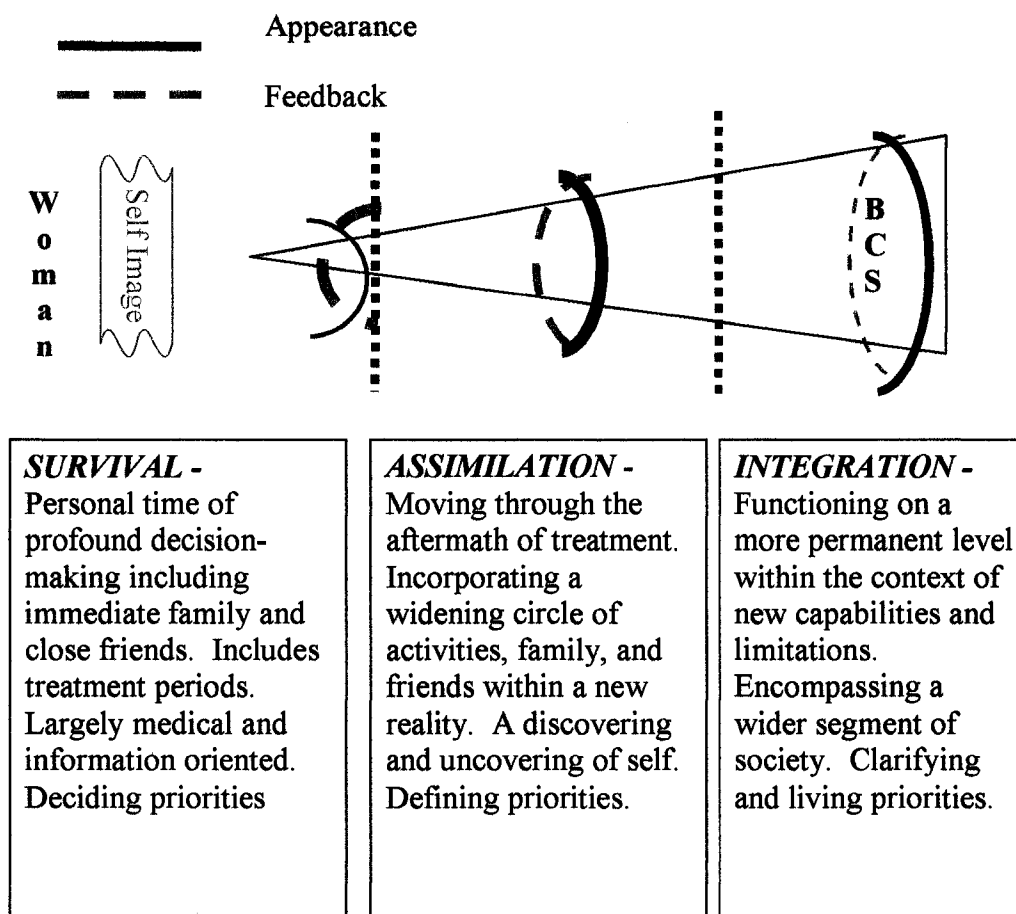 Appearance
Feedback
Woman
Self Image
BCS
SURVIVAL -
Personal time of
profound decision-
making including
immediate family and
close friends. Includes
treatment periods.
Largely medical and
information oriented.
Deciding priorities
ASSIMILATION -
Moving through the
aftermath of treatment.
Incorporating a
widening circle of
activities, family, and
friends within a new
reality. A discovering
and uncovering of self.
Defining priorities.
INTEGRATION -
Functioning on a
more permanent level
within the context of
new capabilities and
limitations.
Encompassing a
wider segment of
society. Clarifying
and living priorities.